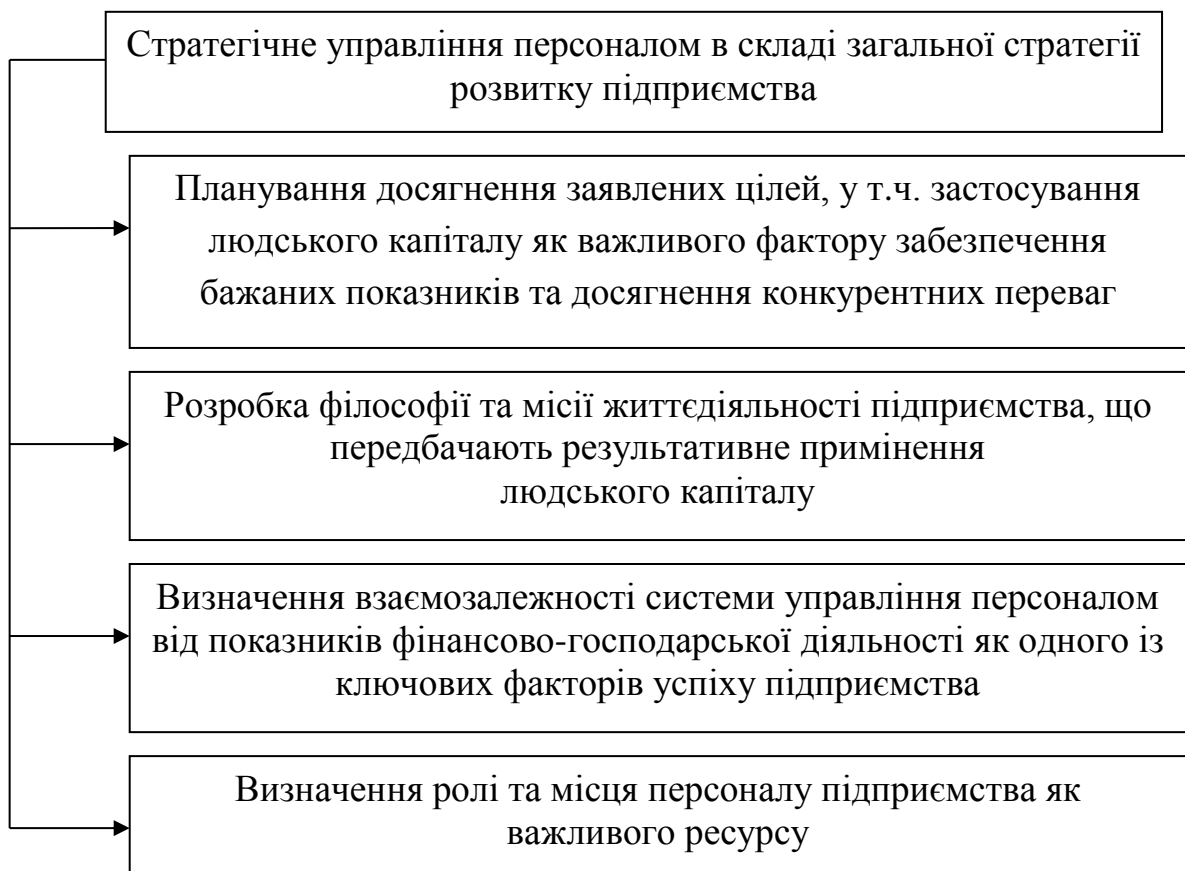 Стратегічне управління персоналом в складі загальної стратегії
розвитку підприємства
Планування досягнення заявлених цілей, у т.ч. застосування
людського капіталу як важливого фактору забезпечення
бажаних показників та досягнення конкурентних переваг
Розробка філософії та місії життєдіяльності підприємства, що
передбачають результативне примінення
людського капіталу
Визначення взаємозалежності системи управління персоналом
від показників фінансово-господарської діяльності як одного із
ключових факторів успіху підприємства
Визначення ролі та місця персоналу підприємства як
важливого ресурсу